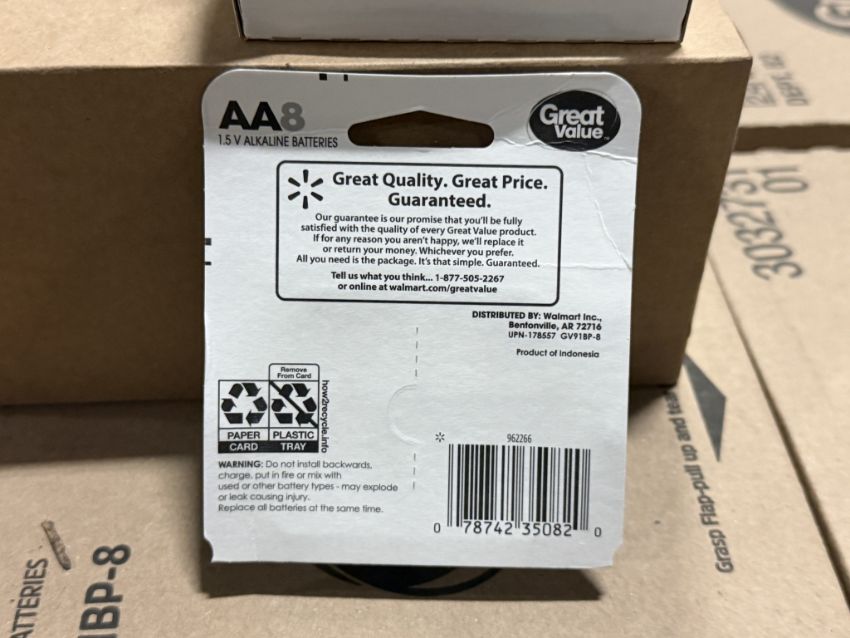 AA8
1.5 V ALKALINE BATTERIES
Great
Value™
Great Quality. Great Price.
Guaranteed.
Our guarantee is our promise that you'll be fully
satisfied with the quality of every Great Value product.
If for any reason you aren't happy, we'll replace it
or return your money. Whichever you prefer.
All you need is the package. It's that simple. Guaranteed.
Tell us what you think... 1-877-505-2267
or online at walmart.com/greatvalue
DISTRIBUTED BY: Walmart Inc.,
Bentonville, AR 72716
UPN-178557 GV91BP-8
Product of Indonesia
Remove
From Card
PAPER
CARD
PLASTIC
TRAY
how2recycle.info
WARNING: Do not install backwards,
charge, put in fire or mix with
used or other battery types - may explode
or leak causing injury.
Replace all batteries at the same time.
962266
0 78742 35082 0
3032731
01
Grasp Flap-pull up and tear
ATTERIES
1BP-8